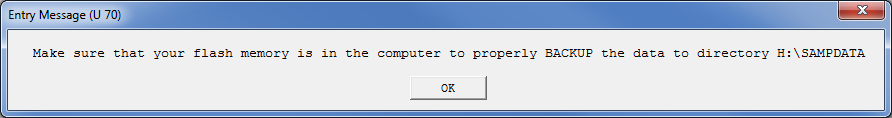 Entry Message (U 70)
Make sure that your flash memory is in the computer to properly BACKUP the data to directory H:\SAMPDATA
OK